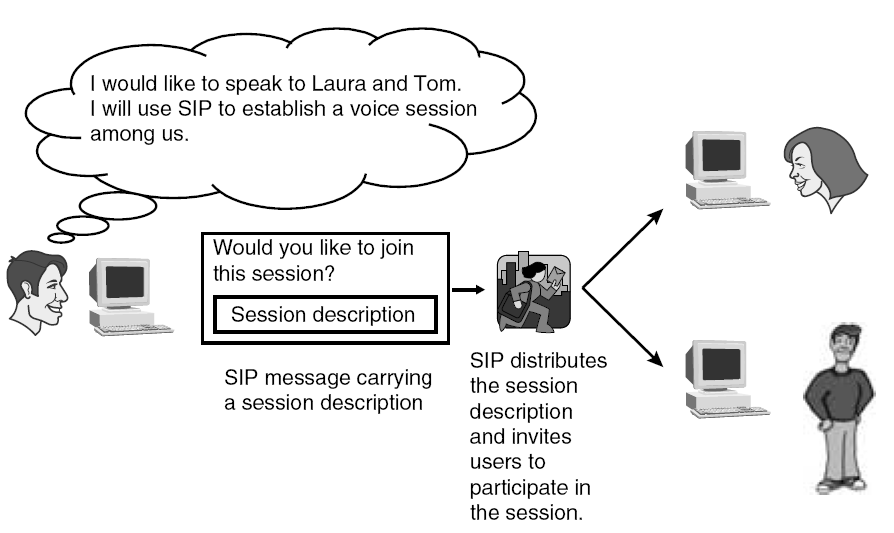 I would like to speak to Laura and Tom.
I will use SIP to establish a voice session
among us.
Would you like to join
this session?
Session description
SIP message carrying
a session description
SIP distributes
the session
description
and invites
users to
participate in
the session.